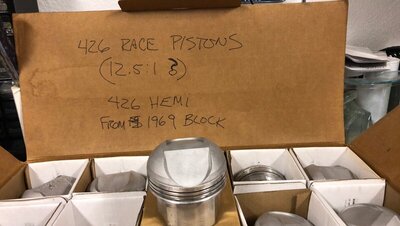 426 RACE PISTONS
(12.5:1)
426 HEMI
FROM 1969 BLOCK